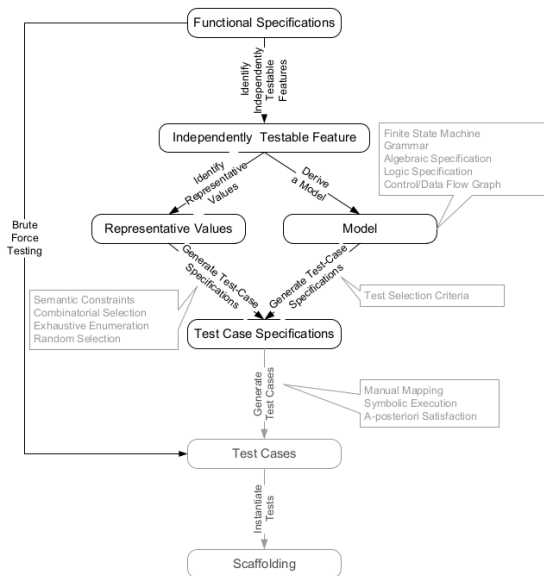 Functional Specifications
Identify
Independently
Testable
Features
Independently Testable Feature
Finite State Machine
Grammar
Algebraic Specification
Logic Specification
Control/Data Flow Graph
Identify
Representative
Values
Derive
a Model
Brute
Force
Testing
Representative Values
Model
Generate Test-Case
Specifications
Generate Test-Case
Specifications
Semantic Constraints
Combinatorial Selection
Exhaustive Enumeration
Random Selection
Test Selection Criteria
Test Case Specifications
Generate
Test Cases
Manual Mapping
Symbolic Execution
A-posteriori Satisfaction
Test Cases
Instantiate
Tests
Scaffolding